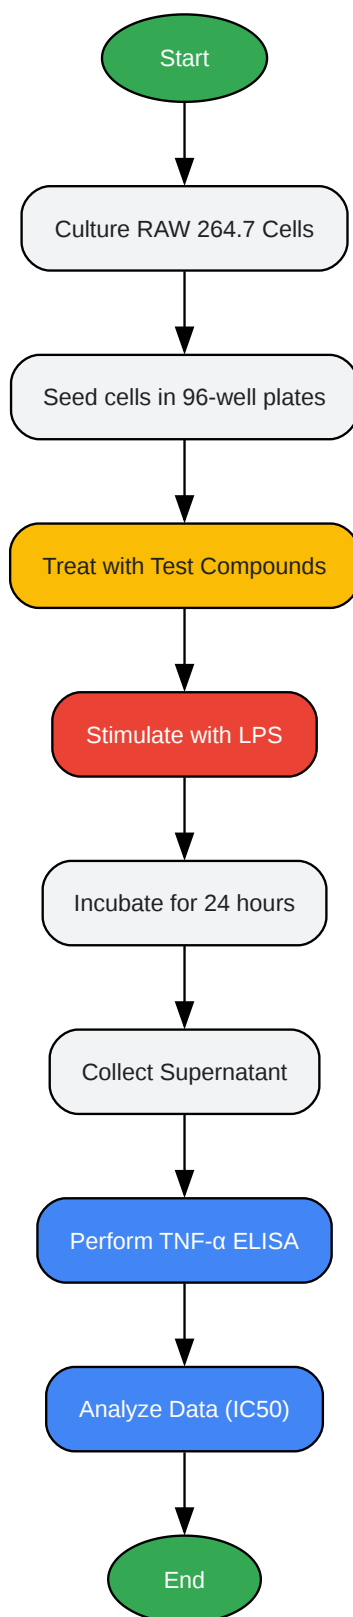 Start
Culture RAW 264.7 Cells
Seed cells in 96-well plates
Treat with Test Compounds
Stimulate with LPS
Incubate for 24 hours
Collect Supernatant
Perform TNF-α ELISA
Analyze Data (IC50)
End